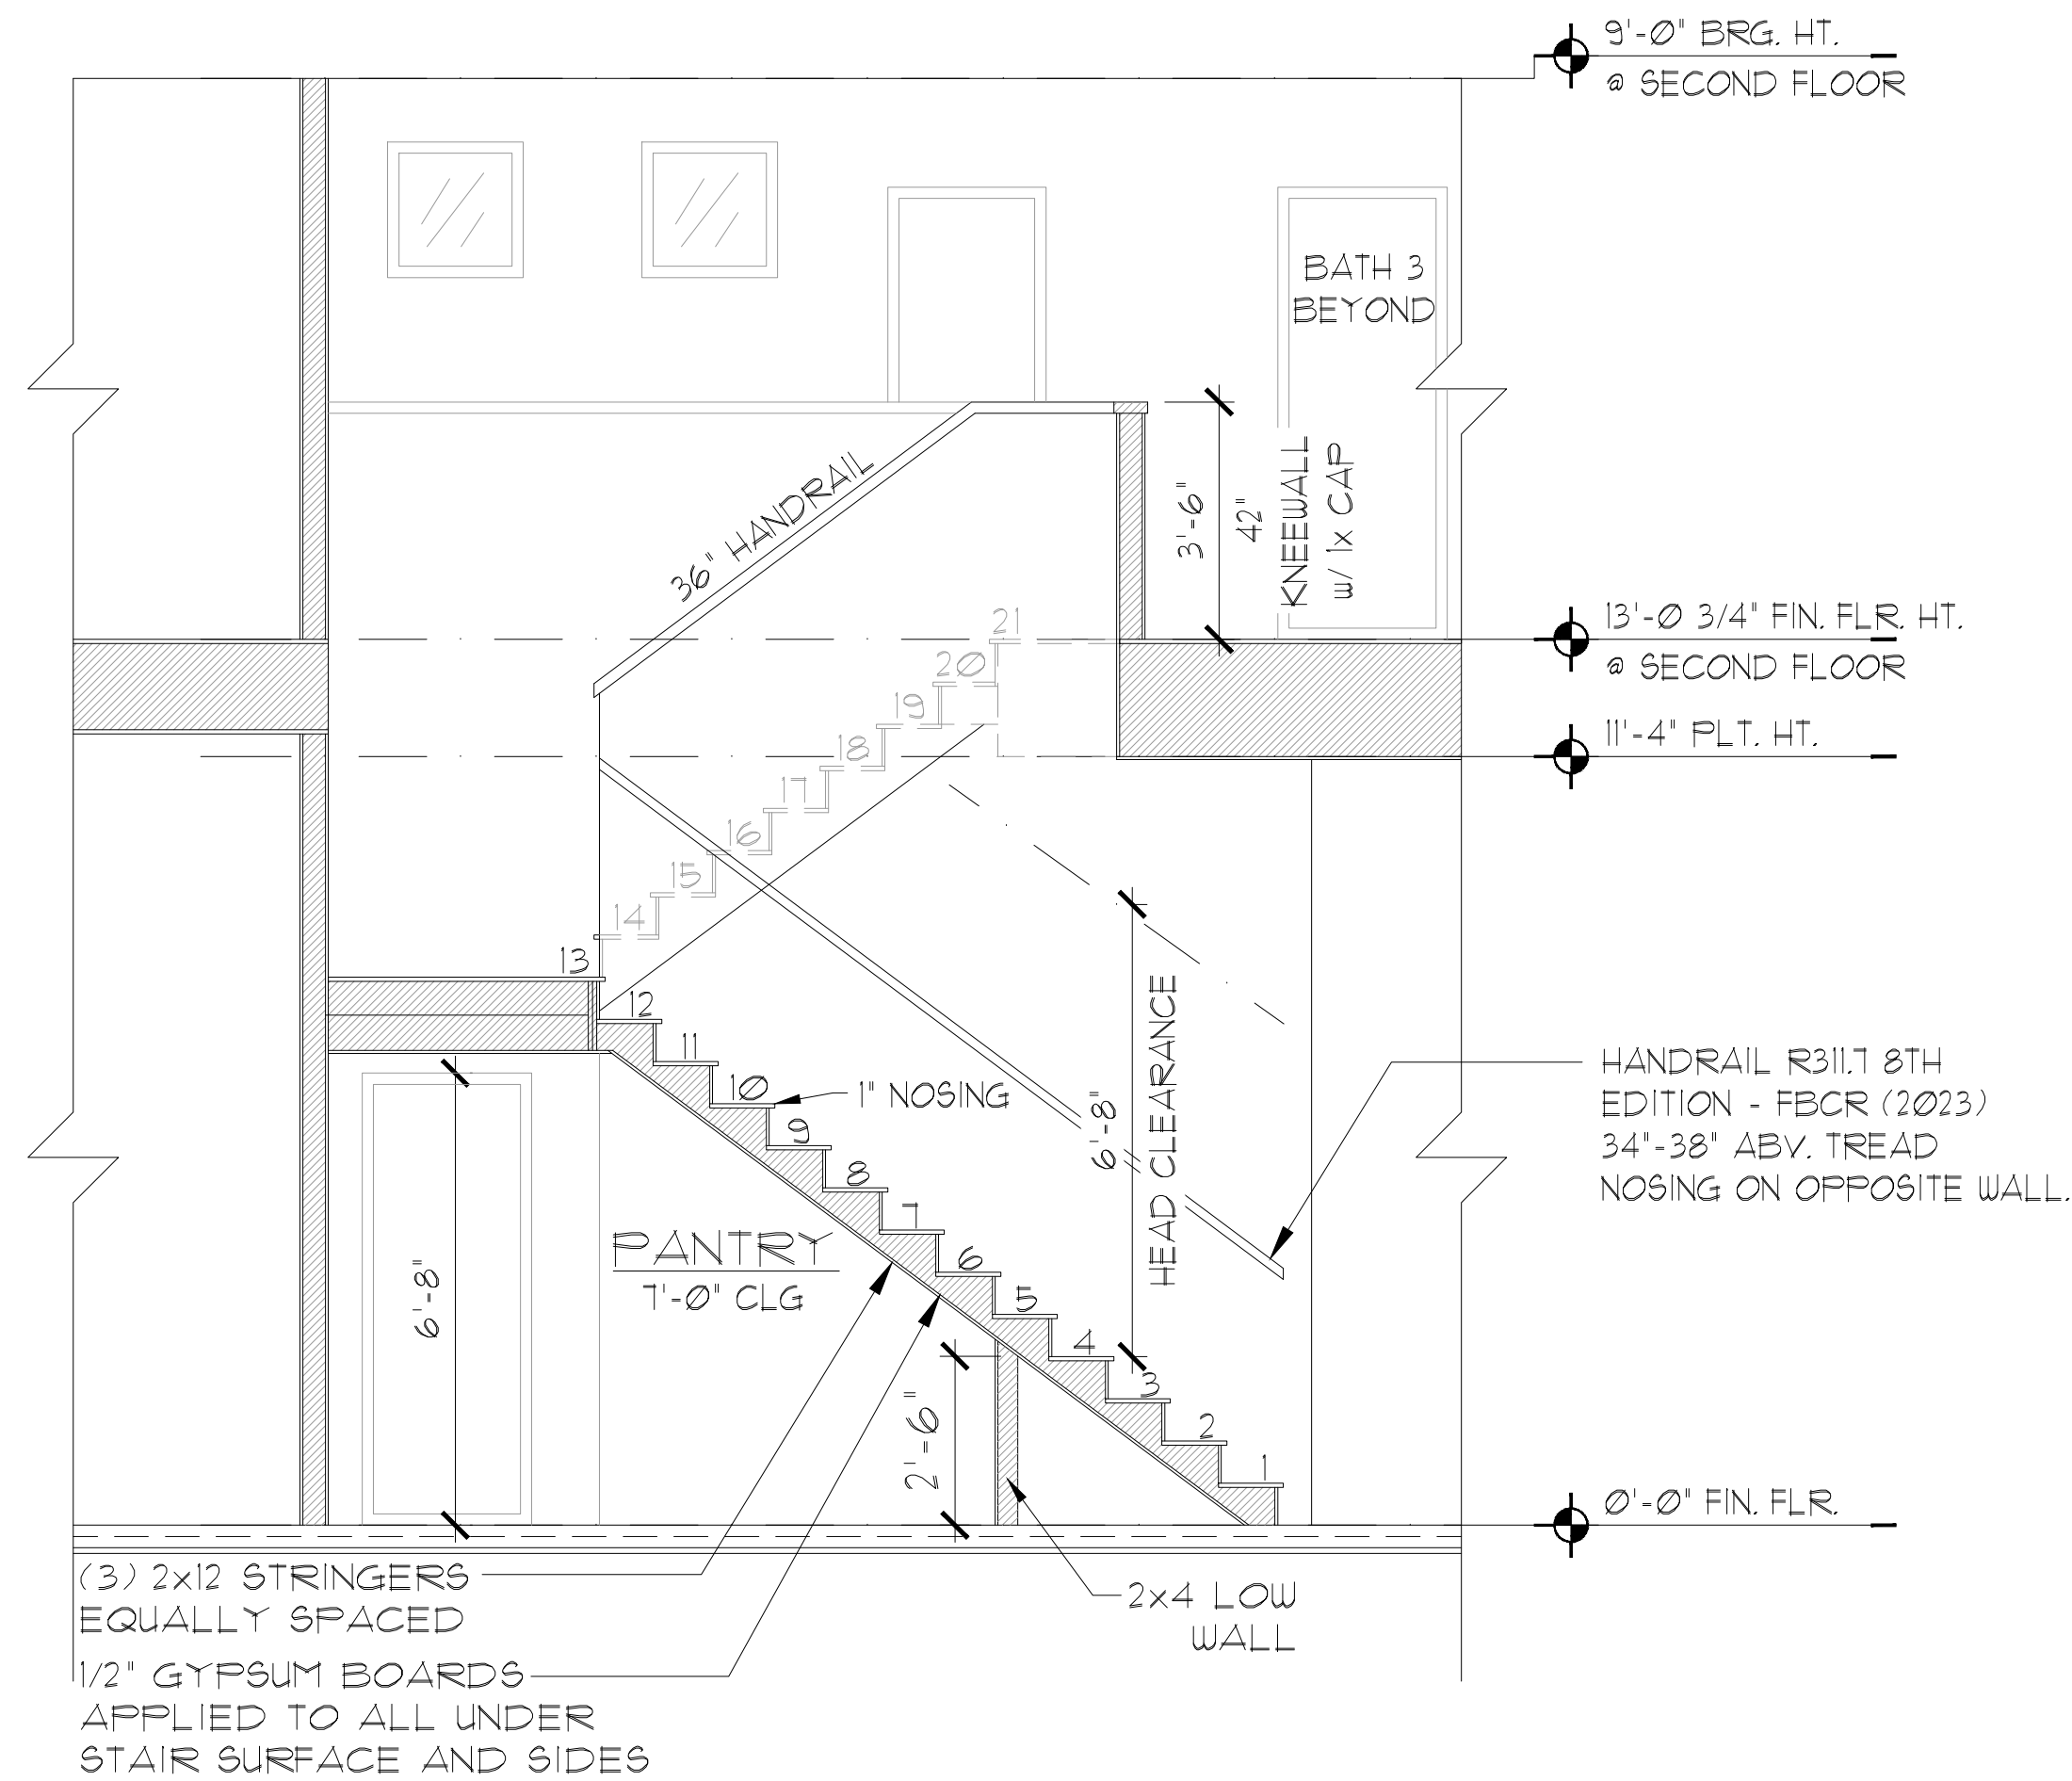 9'-0" BRG. HT.
@ SECOND FLOOR
BATH 3
BEYOND
36" HANDRAIL
3'-6"
42"
KNEEWALL
w/ 1x CAP
13'-0 3/4" FIN. FLR. HT.
@ SECOND FLOOR
11'-4" PLT. HT.
21
20
19
18
17
16
15
14
13
12
11
10
1" NOSING
9
8
7
6
5
4
3
2
1
6'-8"
HEAD CLEARANCE
HANDRAIL R311.7 8TH
EDITION - FBCR (2023)
34"-38" ABV. TREAD
NOSING ON OPPOSITE WALL.
PANTRY
7'-0" CLG
6'-8"
2'-6"
0'-0" FIN. FLR.
(3) 2x12 STRINGERS
EQUALLY SPACED
2x4 LOW
WALL
1/2" GYPSUM BOARDS
APPLIED TO ALL UNDER
STAIR SURFACE AND SIDES